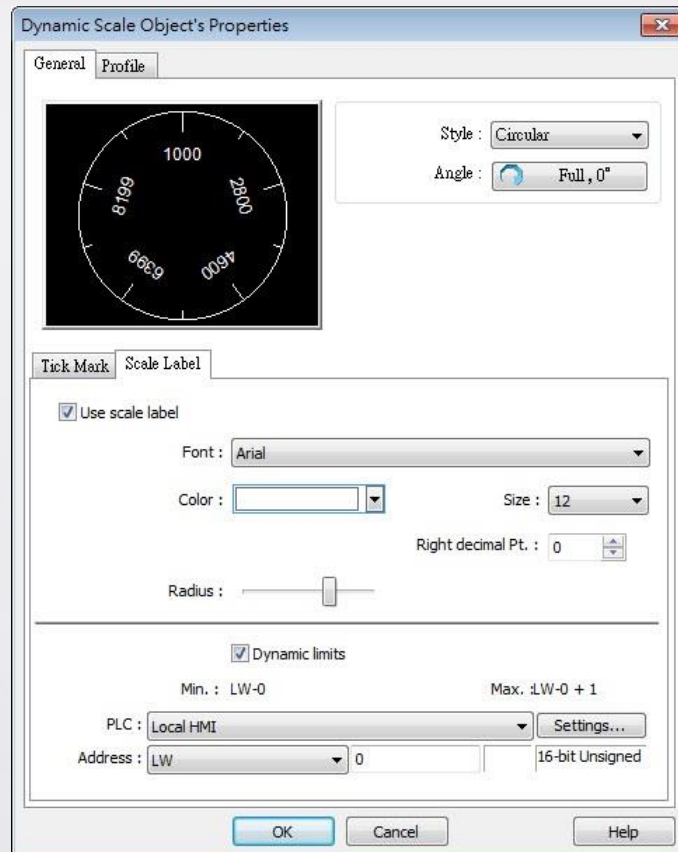 Dynamic Scale Object's Properties
General Profile
1000
2800
4600
6399
8199
Style : Circular
Angle : Full , 0°
Tick Mark Scale Label
Use scale label
Font : Arial
Color : Size : 12
Right decimal Pt. : 0
Radius :
Dynamic limits
Min. : LW-0 Max. :LW-0 + 1
PLC : Local HMI Settings...
Address : LW 0 16-bit Unsigned
OK Cancel Help